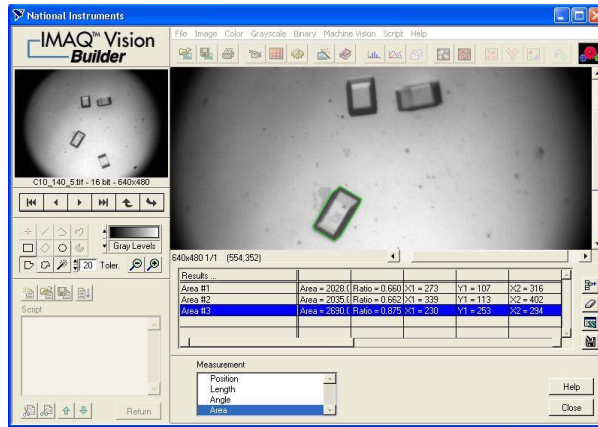 National Instruments
IMAQ™ Vision
Builder
File Image Color Grayscale Binary Machine Vision Script Help
C10_140_5.tif - 16 bit - 640x480
640x480 1/1 (554,352)
Gray Levels
20 Toler.
Results ...
Area #1 Area = 2028.( Ratio = 0.660 X1 = 273 Y1 = 107 X2 = 316
Area #2 Area = 2035.( Ratio = 0.662 X1 = 339 Y1 = 113 X2 = 402
Area #3 Area = 2690.( Ratio = 0.875 X1 = 230 Y1 = 253 X2 = 294
Script
Measurement
Position
Length
Angle
Area
Return
Help
Close